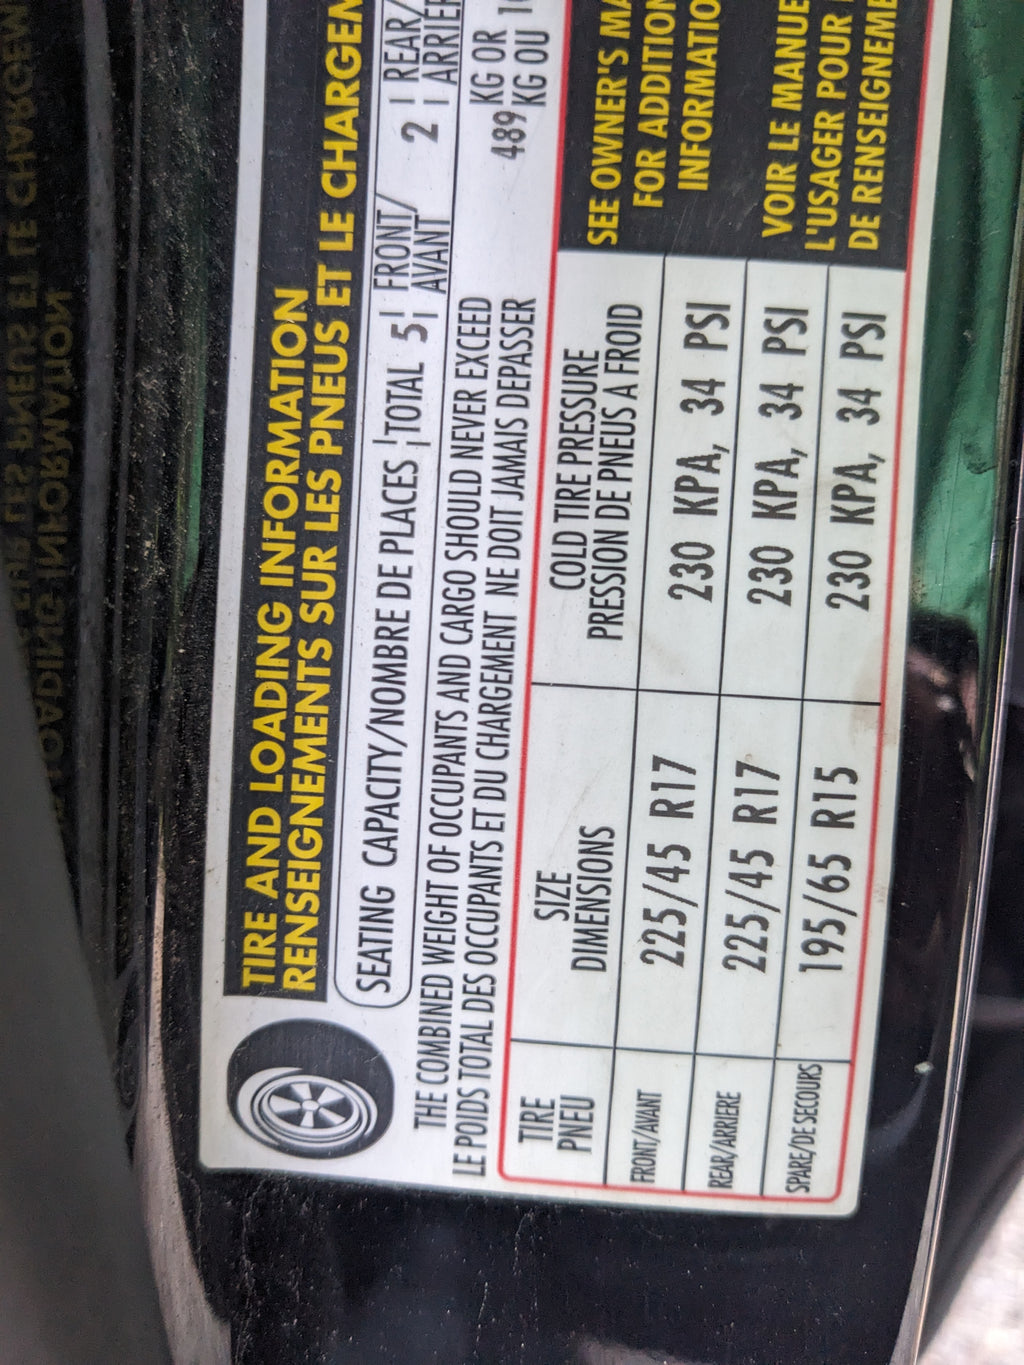 TIRE AND LOADING INFORMATION
RENSEIGNEMENTS SUR LES PNEUS ET LE
SEATING CAPACITY/NOMBRE DE PLACES TOTAL 5 FRONT/AVANT 2 REAR/
THE COMBINED WEIGHT OF OCCUPANTS AND CARGO SHOULD NEVER EXCEED 489 KG OR
LE POIDS TOTAL DES OCCUPANTS ET DU CHARGEMENT NE DOIT JAMAIS DEPASSER KG OU
TIRE
PNEU
SIZE
DIMENSIONS
COLD TIRE PRESSURE
PRESSION DE PNEUS A FROID
FRONT/AVANT 225/45 R17 230 KPA, 34 PSI
REAR/ARRIERE 225/45 R17 230 KPA, 34 PSI
SPARE/DE SECOURS 195/65 R15 230 KPA, 34 PSI
SEE OWNER'S
FOR
VOIR LE
L'USAGER POUR
DE